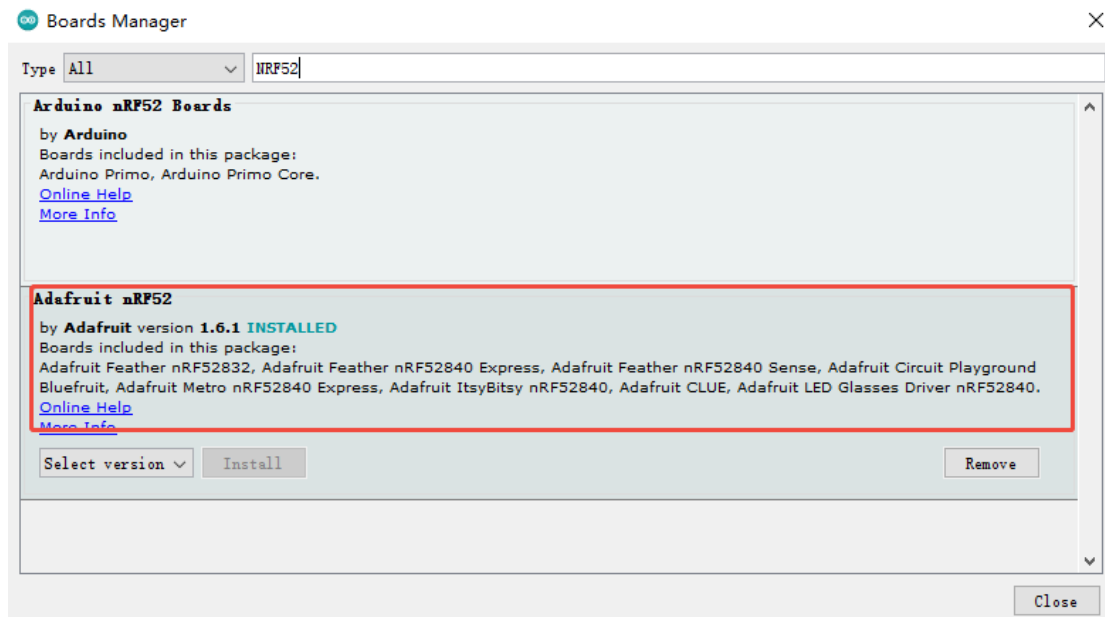 Boards Manager
Type All NRF52
Arduino nRF52 Boards
by Arduino
Boards included in this package:
Arduino Primo, Arduino Primo Core.
Online Help
More Info
Adafruit nRF52
by Adafruit version 1.6.1 INSTALLED
Boards included in this package:
Adafruit Feather nRF52832, Adafruit Feather nRF52840 Express, Adafruit Feather nRF52840 Sense, Adafruit Circuit Playground
Bluefruit, Adafruit Metro nRF52840 Express, Adafruit ItsyBitsy nRF52840, Adafruit CLUE, Adafruit LED Glasses Driver nRF52840.
Online Help
More Info
Select version Install Remove
Close